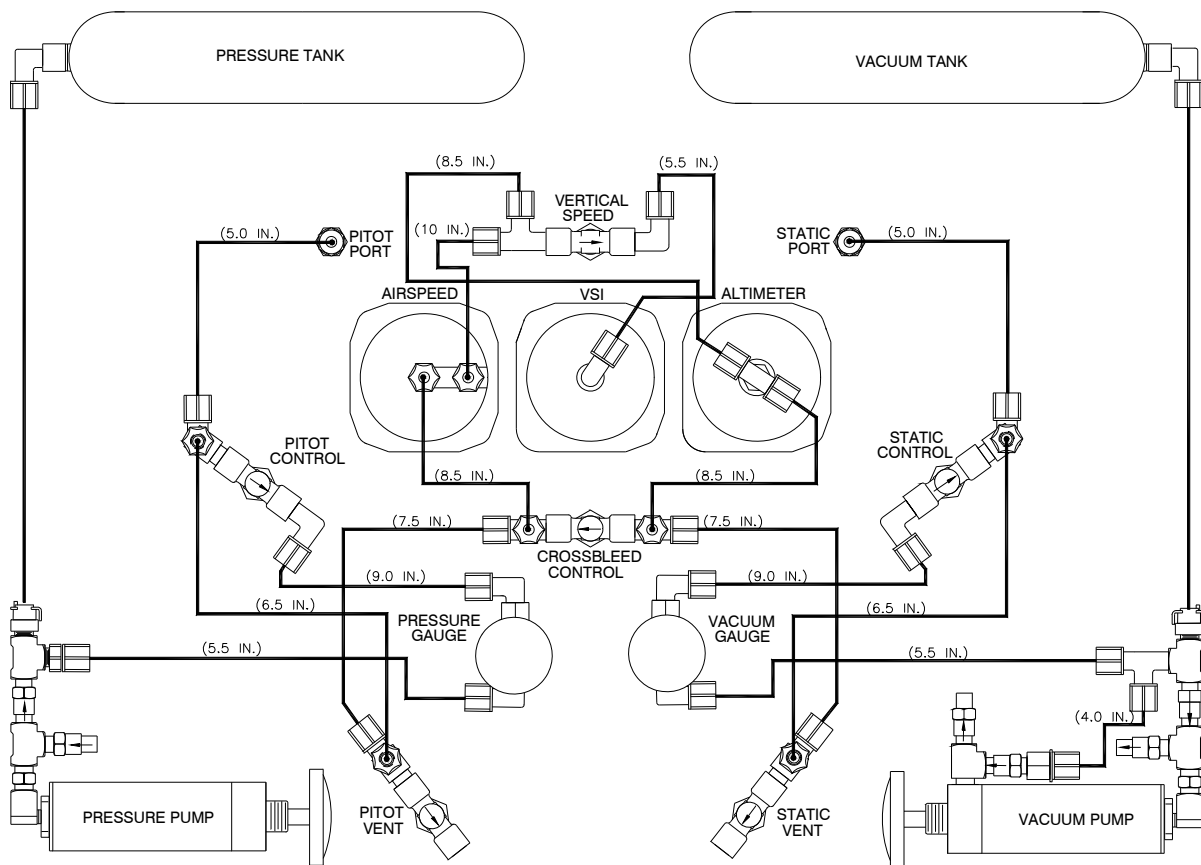 PRESSURE TANK
VACUUM TANK
(8.5 IN.)
(5.5 IN.)
VERTICAL
SPEED
(5.0 IN.)
PITOT
PORT
(10 IN.)
STATIC
PORT
(5.0 IN.)
AIRSPEED
VSI
ALTIMETER
PITOT
CONTROL
STATIC
CONTROL
(8.5 IN.)
(8.5 IN.)
(7.5 IN.)
(7.5 IN.)
CROSSBLEED
CONTROL
(9.0 IN.)
(9.0 IN.)
(6.5 IN.)
(6.5 IN.)
PRESSURE
GAUGE
VACUUM
GAUGE
(5.5 IN.)
(5.5 IN.)
(4.0 IN.)
PRESSURE PUMP
PITOT
VENT
STATIC
VENT
VACUUM PUMP